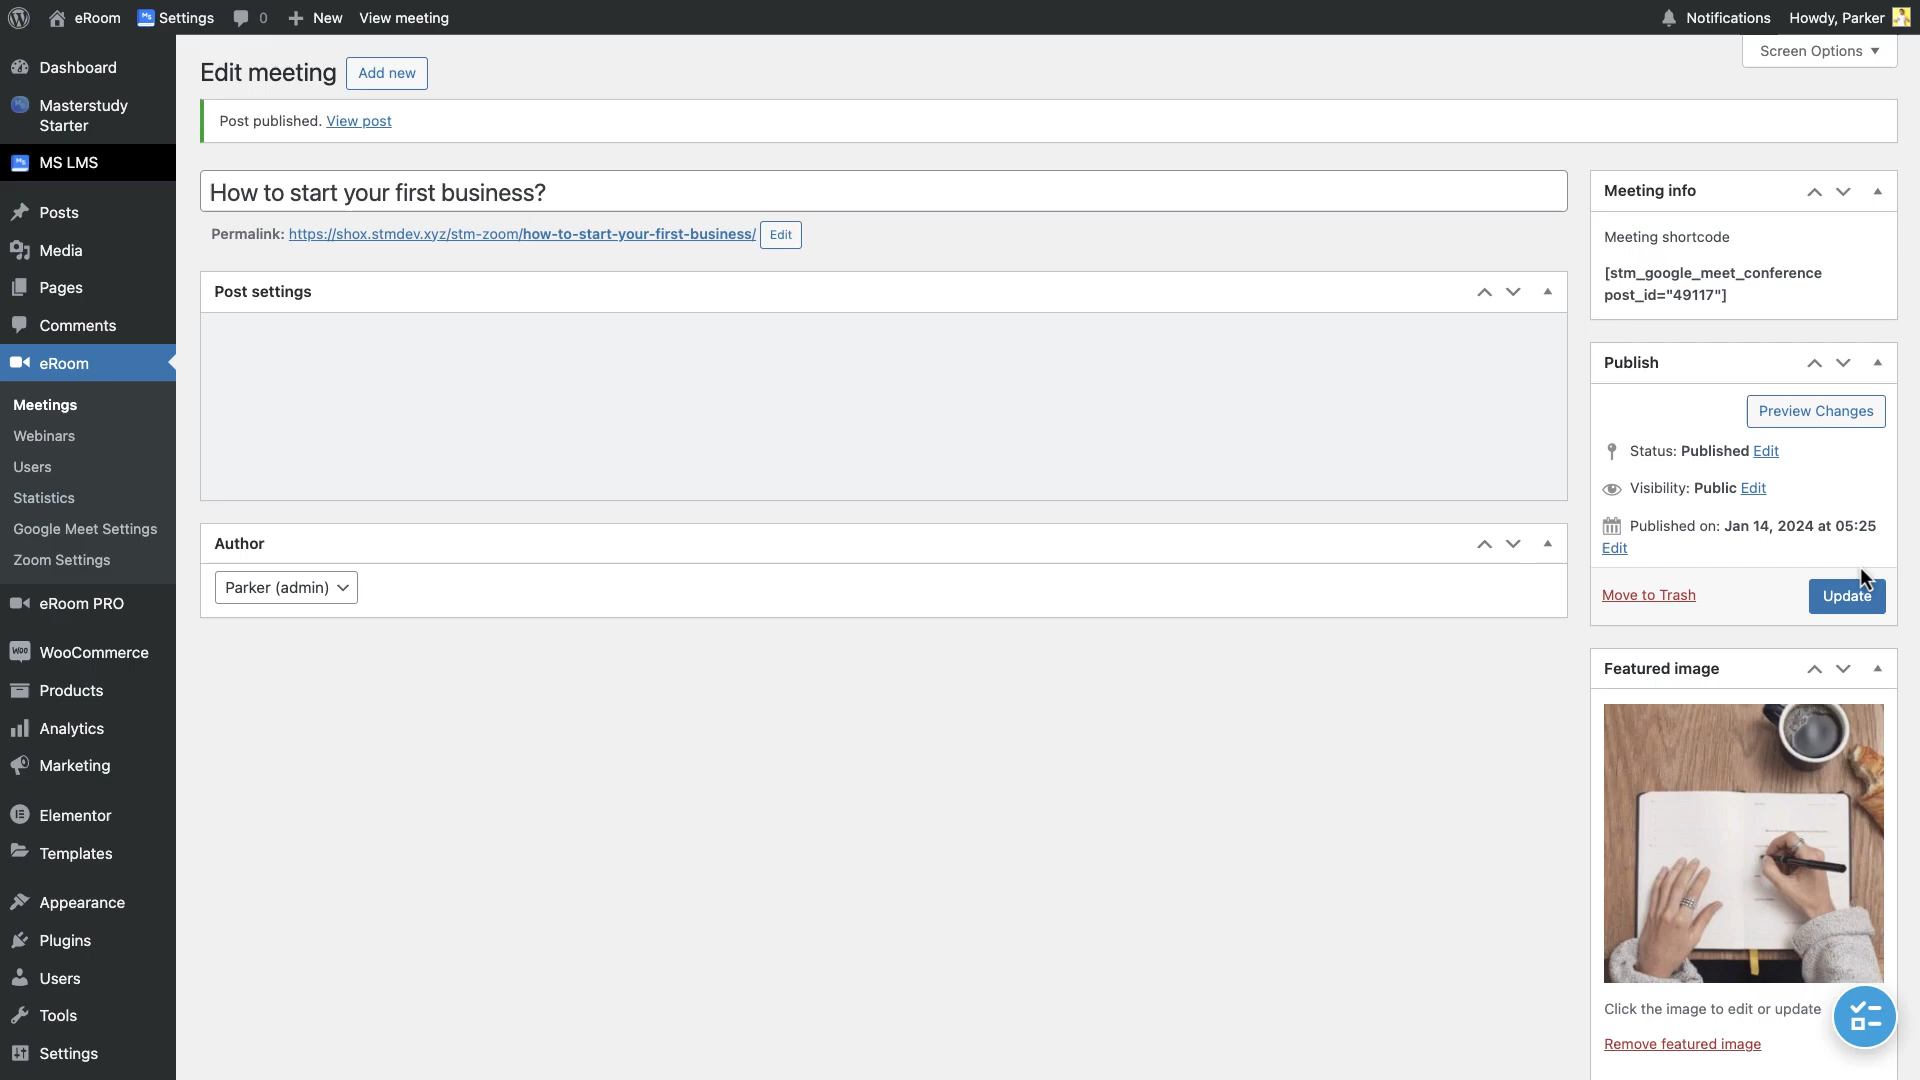 eRoom
Settings
0
New
View meeting
Notifications
Howdy, Parker
Screen Options
Dashboard
Masterstudy
Starter
MS LMS
Posts
Media
Pages
Comments
eRoom
Meetings
Webinars
Users
Statistics
Google Meet Settings
Zoom Settings
eRoom PRO
WooCommerce
Products
Analytics
Marketing
Elementor
Templates
Appearance
Plugins
Users
Tools
Settings
Edit meeting
Add new
Post published. View post
How to start your first business?
Permalink: https://shox.stmdev.xyz/stm-zoom/how-to-start-your-first-business/ Edit
Post settings
Author
Parker (admin)
Meeting info
Meeting shortcode
[stm_google_meet_conference
post_id="49117"]
Publish
Preview Changes
Status: Published Edit
Visibility: Public Edit
Published on: Jan 14, 2024 at 05:25
Edit
Move to Trash
Update
Featured image
Click the image to edit or update
Remove featured image